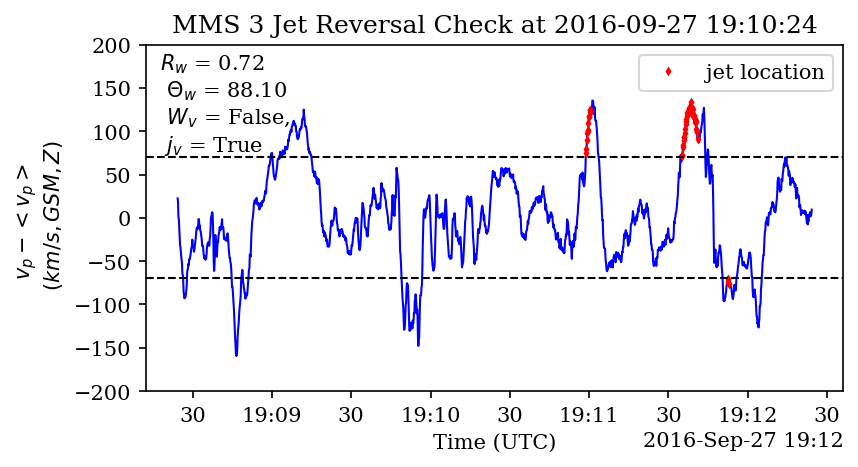 MMS 3 Jet Reversal Check at 2016-09-27 19:10:24
v_p − < v_p >
(km/s, GSM, Z)
200
150
100
50
0
−50
−100
−150
−200
R_w = 0.72
Θ_w = 88.10
W_v = False,
j_v = True
jet location
30 19:09 30 19:10 30 19:11 30 19:12 30
Time (UTC)
2016-Sep-27 19:12